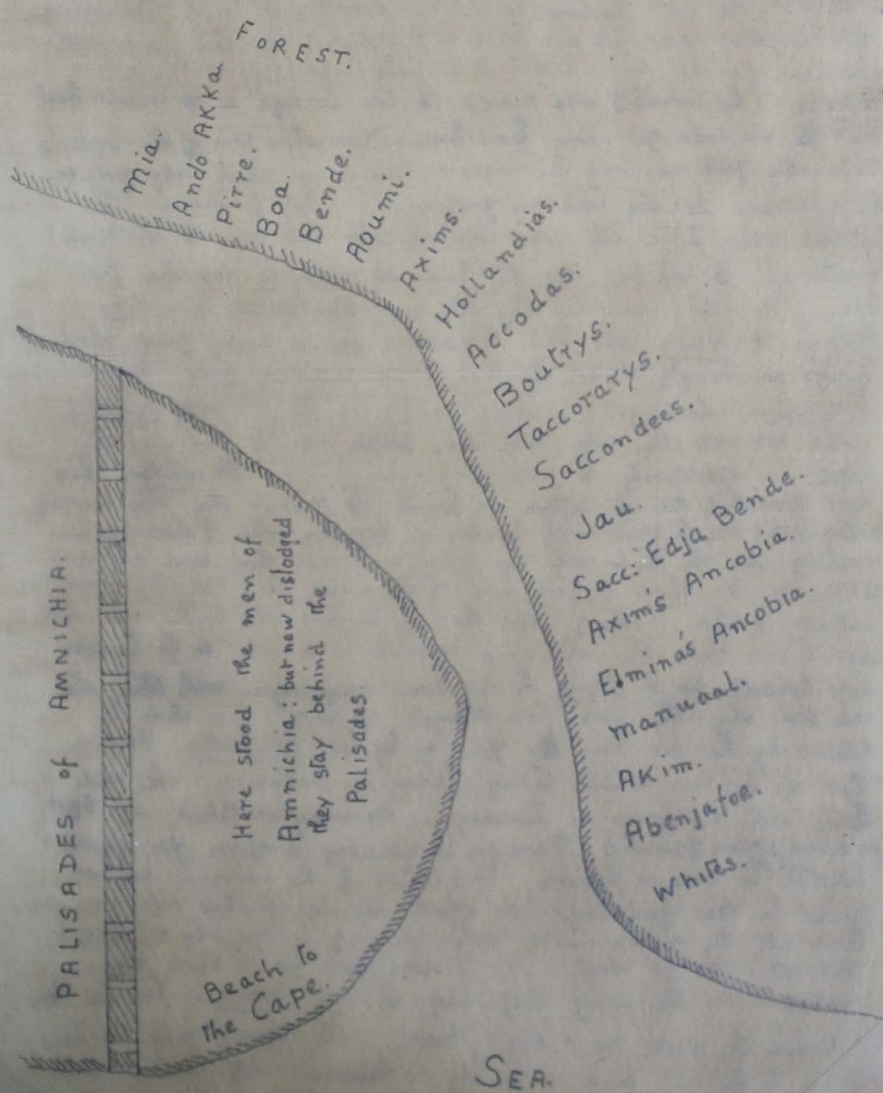 FOREST.
Mia.
Ando Akka.
Pirre.
Boa.
Bende.
Aoumi.
Axims.
Hollandias.
Accodas.
Boutrys.
Taccorarys.
Saccondees.
Jau.
Sacc: Edja Bende.
Axim's Ancobia.
Elmina's Ancobia.
Manuaal.
Akim.
Abenjafoe.
Whites.
PALISADES of AMNICHIA.
Here stood the men of
Amnichia: but now dislodged
they stay behind the
Palisades
Beach to
the Cape.
SEA.